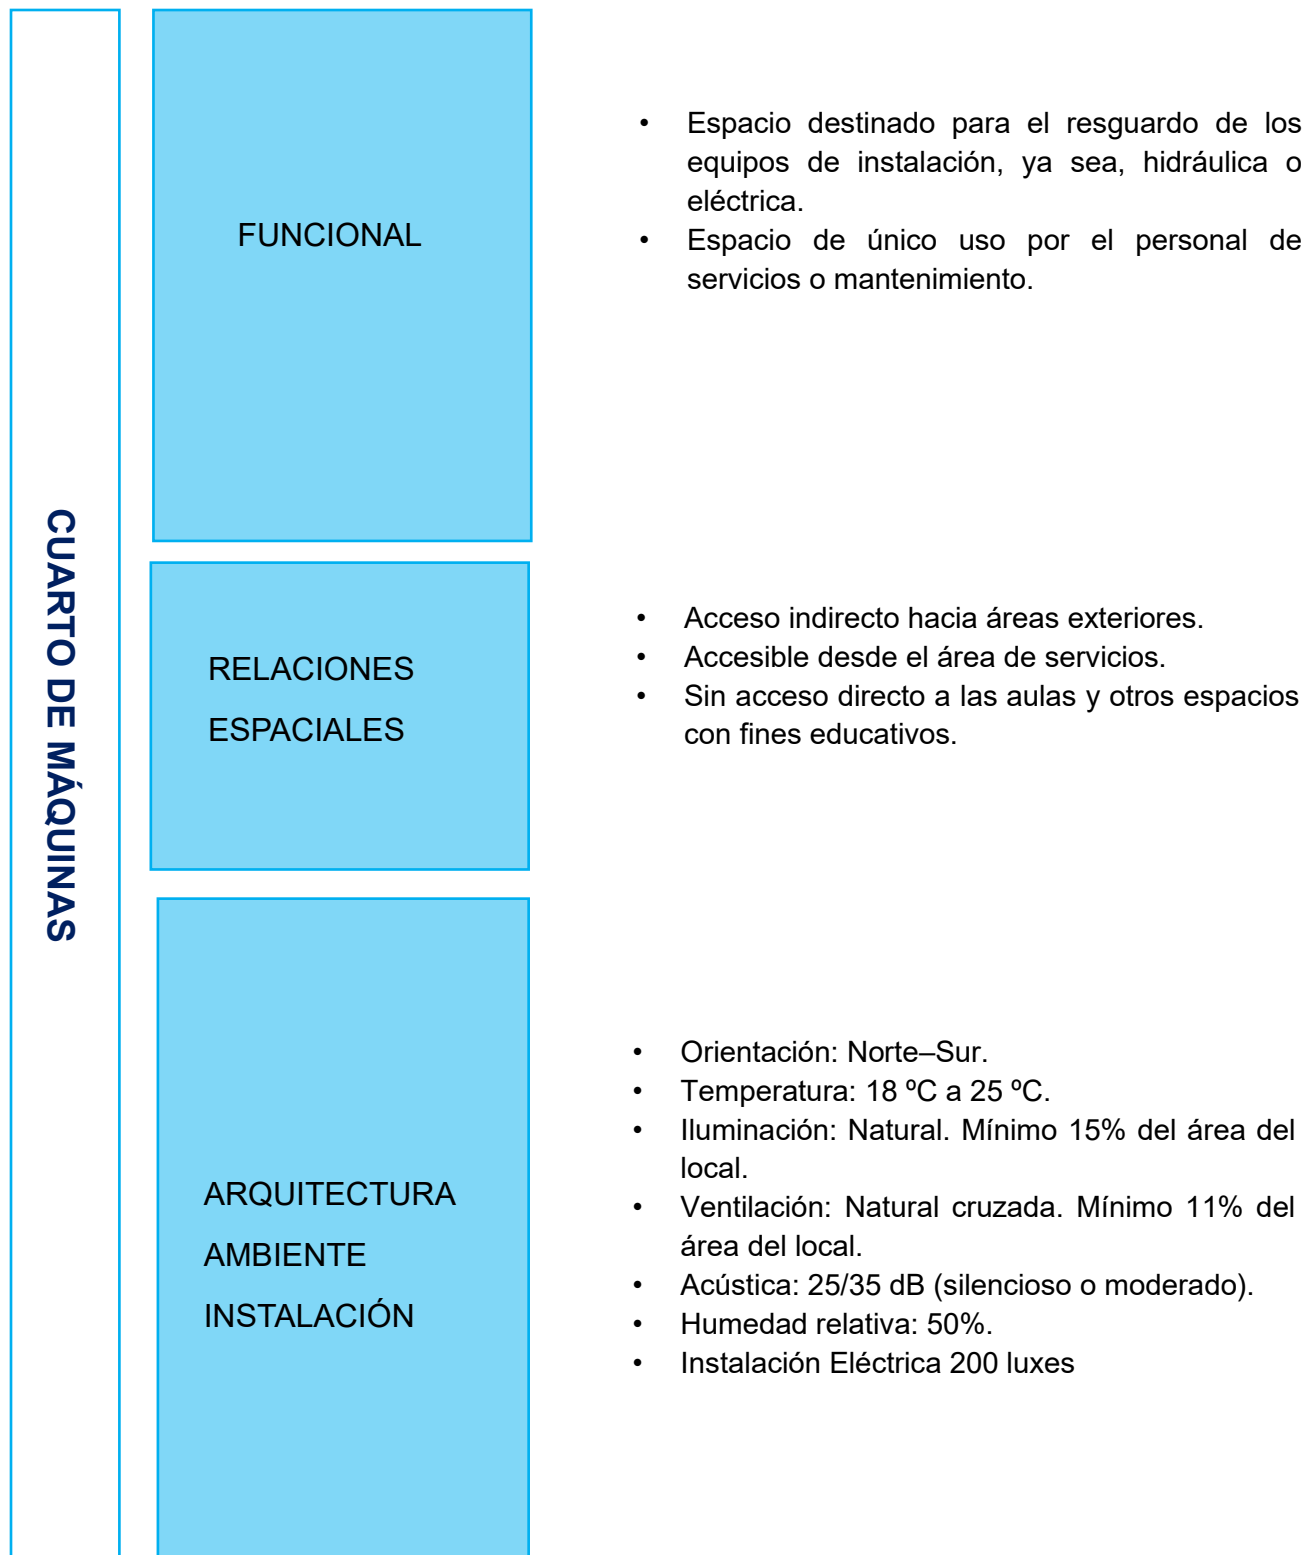 CUARTO DE MÁQUINAS
FUNCIONAL
• Espacio destinado para el resguardo de los
equipos de instalación, ya sea, hidráulica o
eléctrica.
• Espacio de único uso por el personal de
servicios o mantenimiento.
RELACIONES
ESPACIALES
• Acceso indirecto hacia áreas exteriores.
• Accesible desde el área de servicios.
• Sin acceso directo a las aulas y otros espacios
con fines educativos.
ARQUITECTURA
AMBIENTE
INSTALACIÓN
• Orientación: Norte–Sur.
• Temperatura: 18 ºC a 25 ºC.
• Iluminación: Natural. Mínimo 15% del área del
local.
• Ventilación: Natural cruzada. Mínimo 11% del
área del local.
• Acústica: 25/35 dB (silencioso o moderado).
• Humedad relativa: 50%.
• Instalación Eléctrica 200 luxes